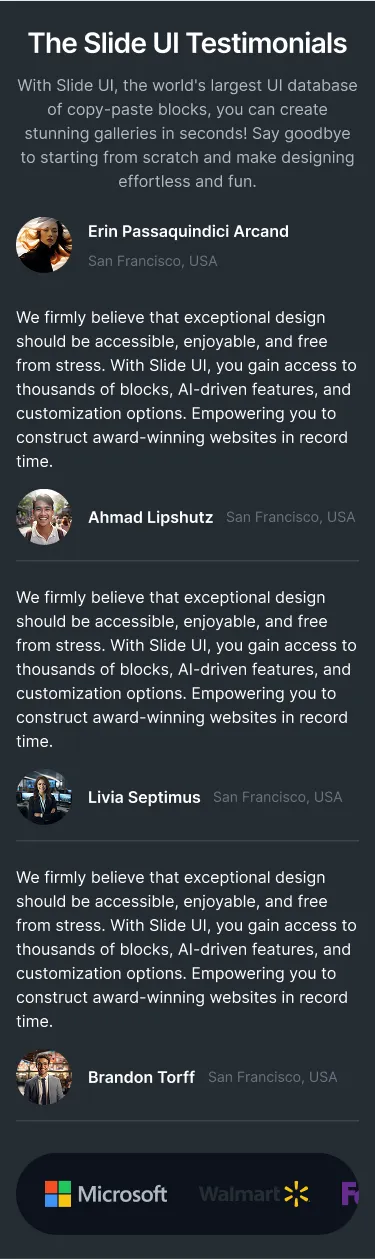 The Slide UI Testimonials
With Slide UI, the world's largest UI database
of copy-paste blocks, you can create
stunning galleries in seconds! Say goodbye
to starting from scratch and make designing
effortless and fun.
Erin Passaquindici Arcand
San Francisco, USA
We firmly believe that exceptional design
should be accessible, enjoyable, and free
from stress. With Slide UI, you gain access to
thousands of blocks, AI-driven features, and
customization options. Empowering you to
construct award-winning websites in record
time.
Ahmad Lipshutz San Francisco, USA
We firmly believe that exceptional design
should be accessible, enjoyable, and free
from stress. With Slide UI, you gain access to
thousands of blocks, AI-driven features, and
customization options. Empowering you to
construct award-winning websites in record
time.
Livia Septimus San Francisco, USA
We firmly believe that exceptional design
should be accessible, enjoyable, and free
from stress. With Slide UI, you gain access to
thousands of blocks, AI-driven features, and
customization options. Empowering you to
construct award-winning websites in record
time.
Brandon Torff San Francisco, USA
Microsoft Walmart